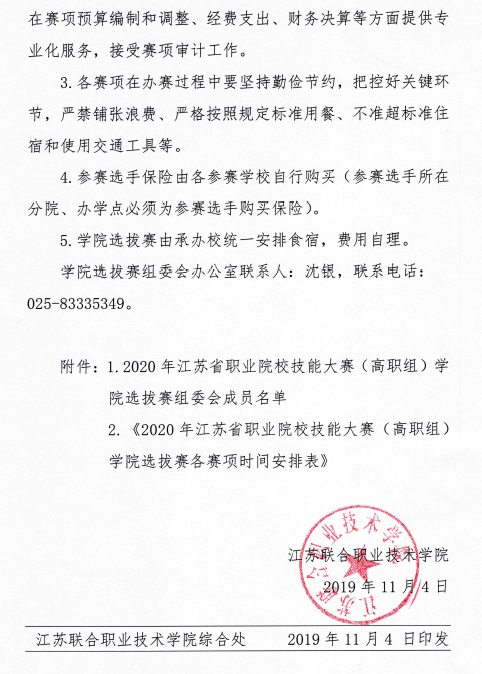 在赛项预算编制和调整、经费支出、财务决算等方面提供专
业化服务，接受赛项审计工作。
3.各赛项在办赛过程中要坚持勤俭节约，把控好关键环
节，严禁铺张浪费、严格按照规定标准用餐、不准超标准住
宿和使用交通工具等。
4.参赛选手保险由各参赛学校自行购买（参赛选手所在
分院、办学点必须为参赛选手购买保险）。
5.学院选拔赛由承办校统一安排食宿，费用自理。
学院选拔赛组委会办公室联系人：沈银，联系电话：
025-83335349。
附件：1.2020 年江苏省职业院校技能大赛（高职组）学
院选拔赛组委会成员名单
2.《2020 年江苏省职业院校技能大赛（高职组）
学院选拔赛各赛项时间安排表》
江苏联合职业技术学院
江苏联合职业技术学院
2019 年 11 月 4 日
江苏联合职业技术学院综合处 2019 年 11 月 4 日印发